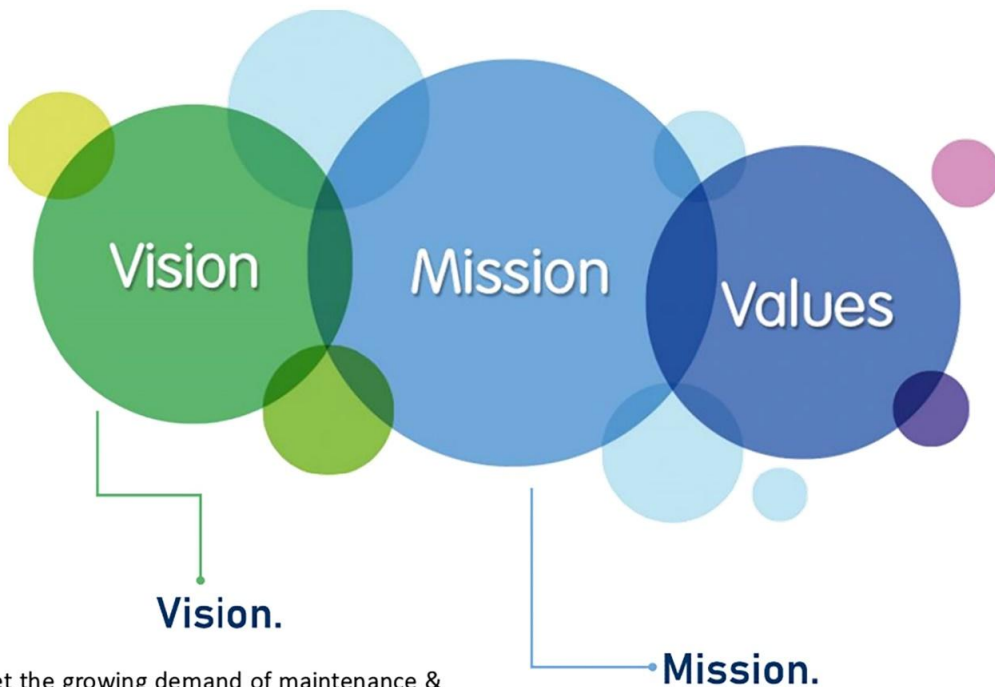 Vision
Mission
Values
Vision.
Mission.
the growing demand of maintenance &